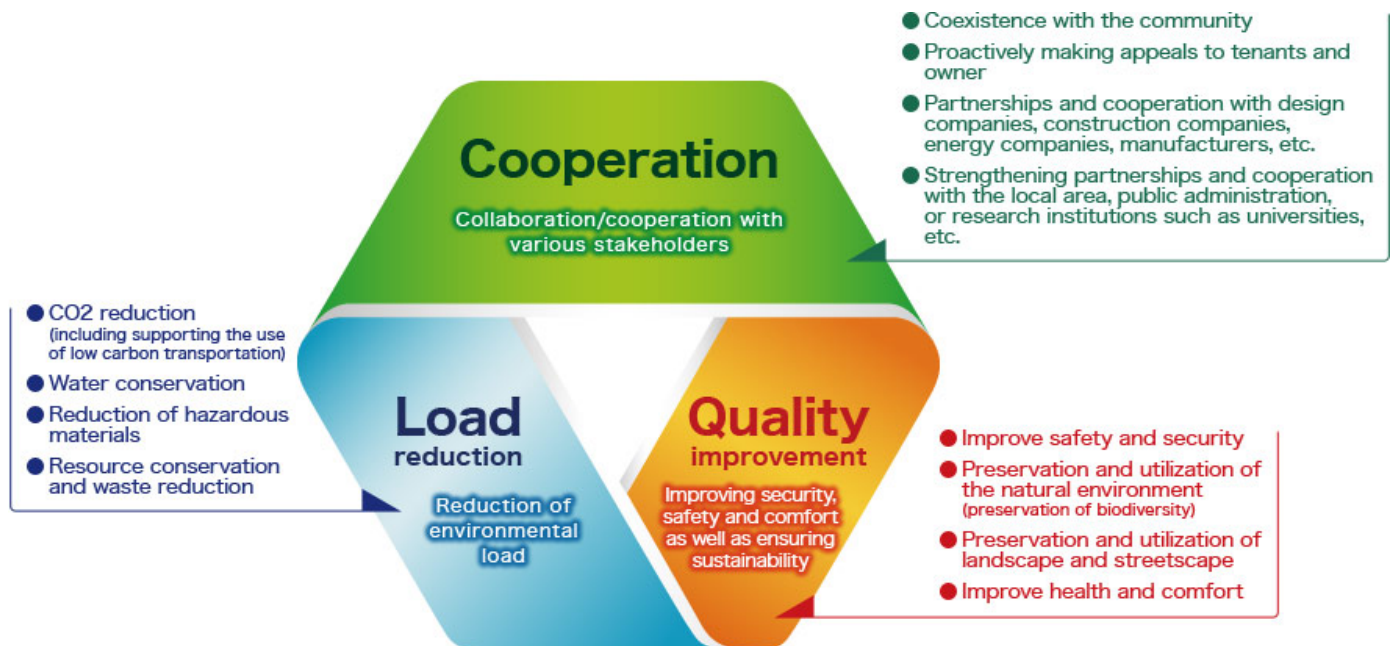 ● Coexistence with the community
● Proactively making appeals to tenants and
owner
● Partnerships and cooperation with design
companies, construction companies,
energy companies, manufacturers, etc.
● Strengthening partnerships and cooperation
with the local area, public administration,
or research institutions such as universities,
etc.
Cooperation
Collaboration/cooperation with
various stakeholders
● CO2 reduction
(including supporting the use
of low carbon transportation)
● Water conservation
● Reduction of hazardous
materials
● Resource conservation
and waste reduction
Load
reduction
Reduction of
environmental
load
Quality
improvement
Improving security,
safety and comfort
as well as ensuring
sustainability
● Improve safety and security
● Preservation and utilization of
the natural environment
(preservation of biodiversity)
● Preservation and utilization of
landscape and streetscape
● Improve health and comfort